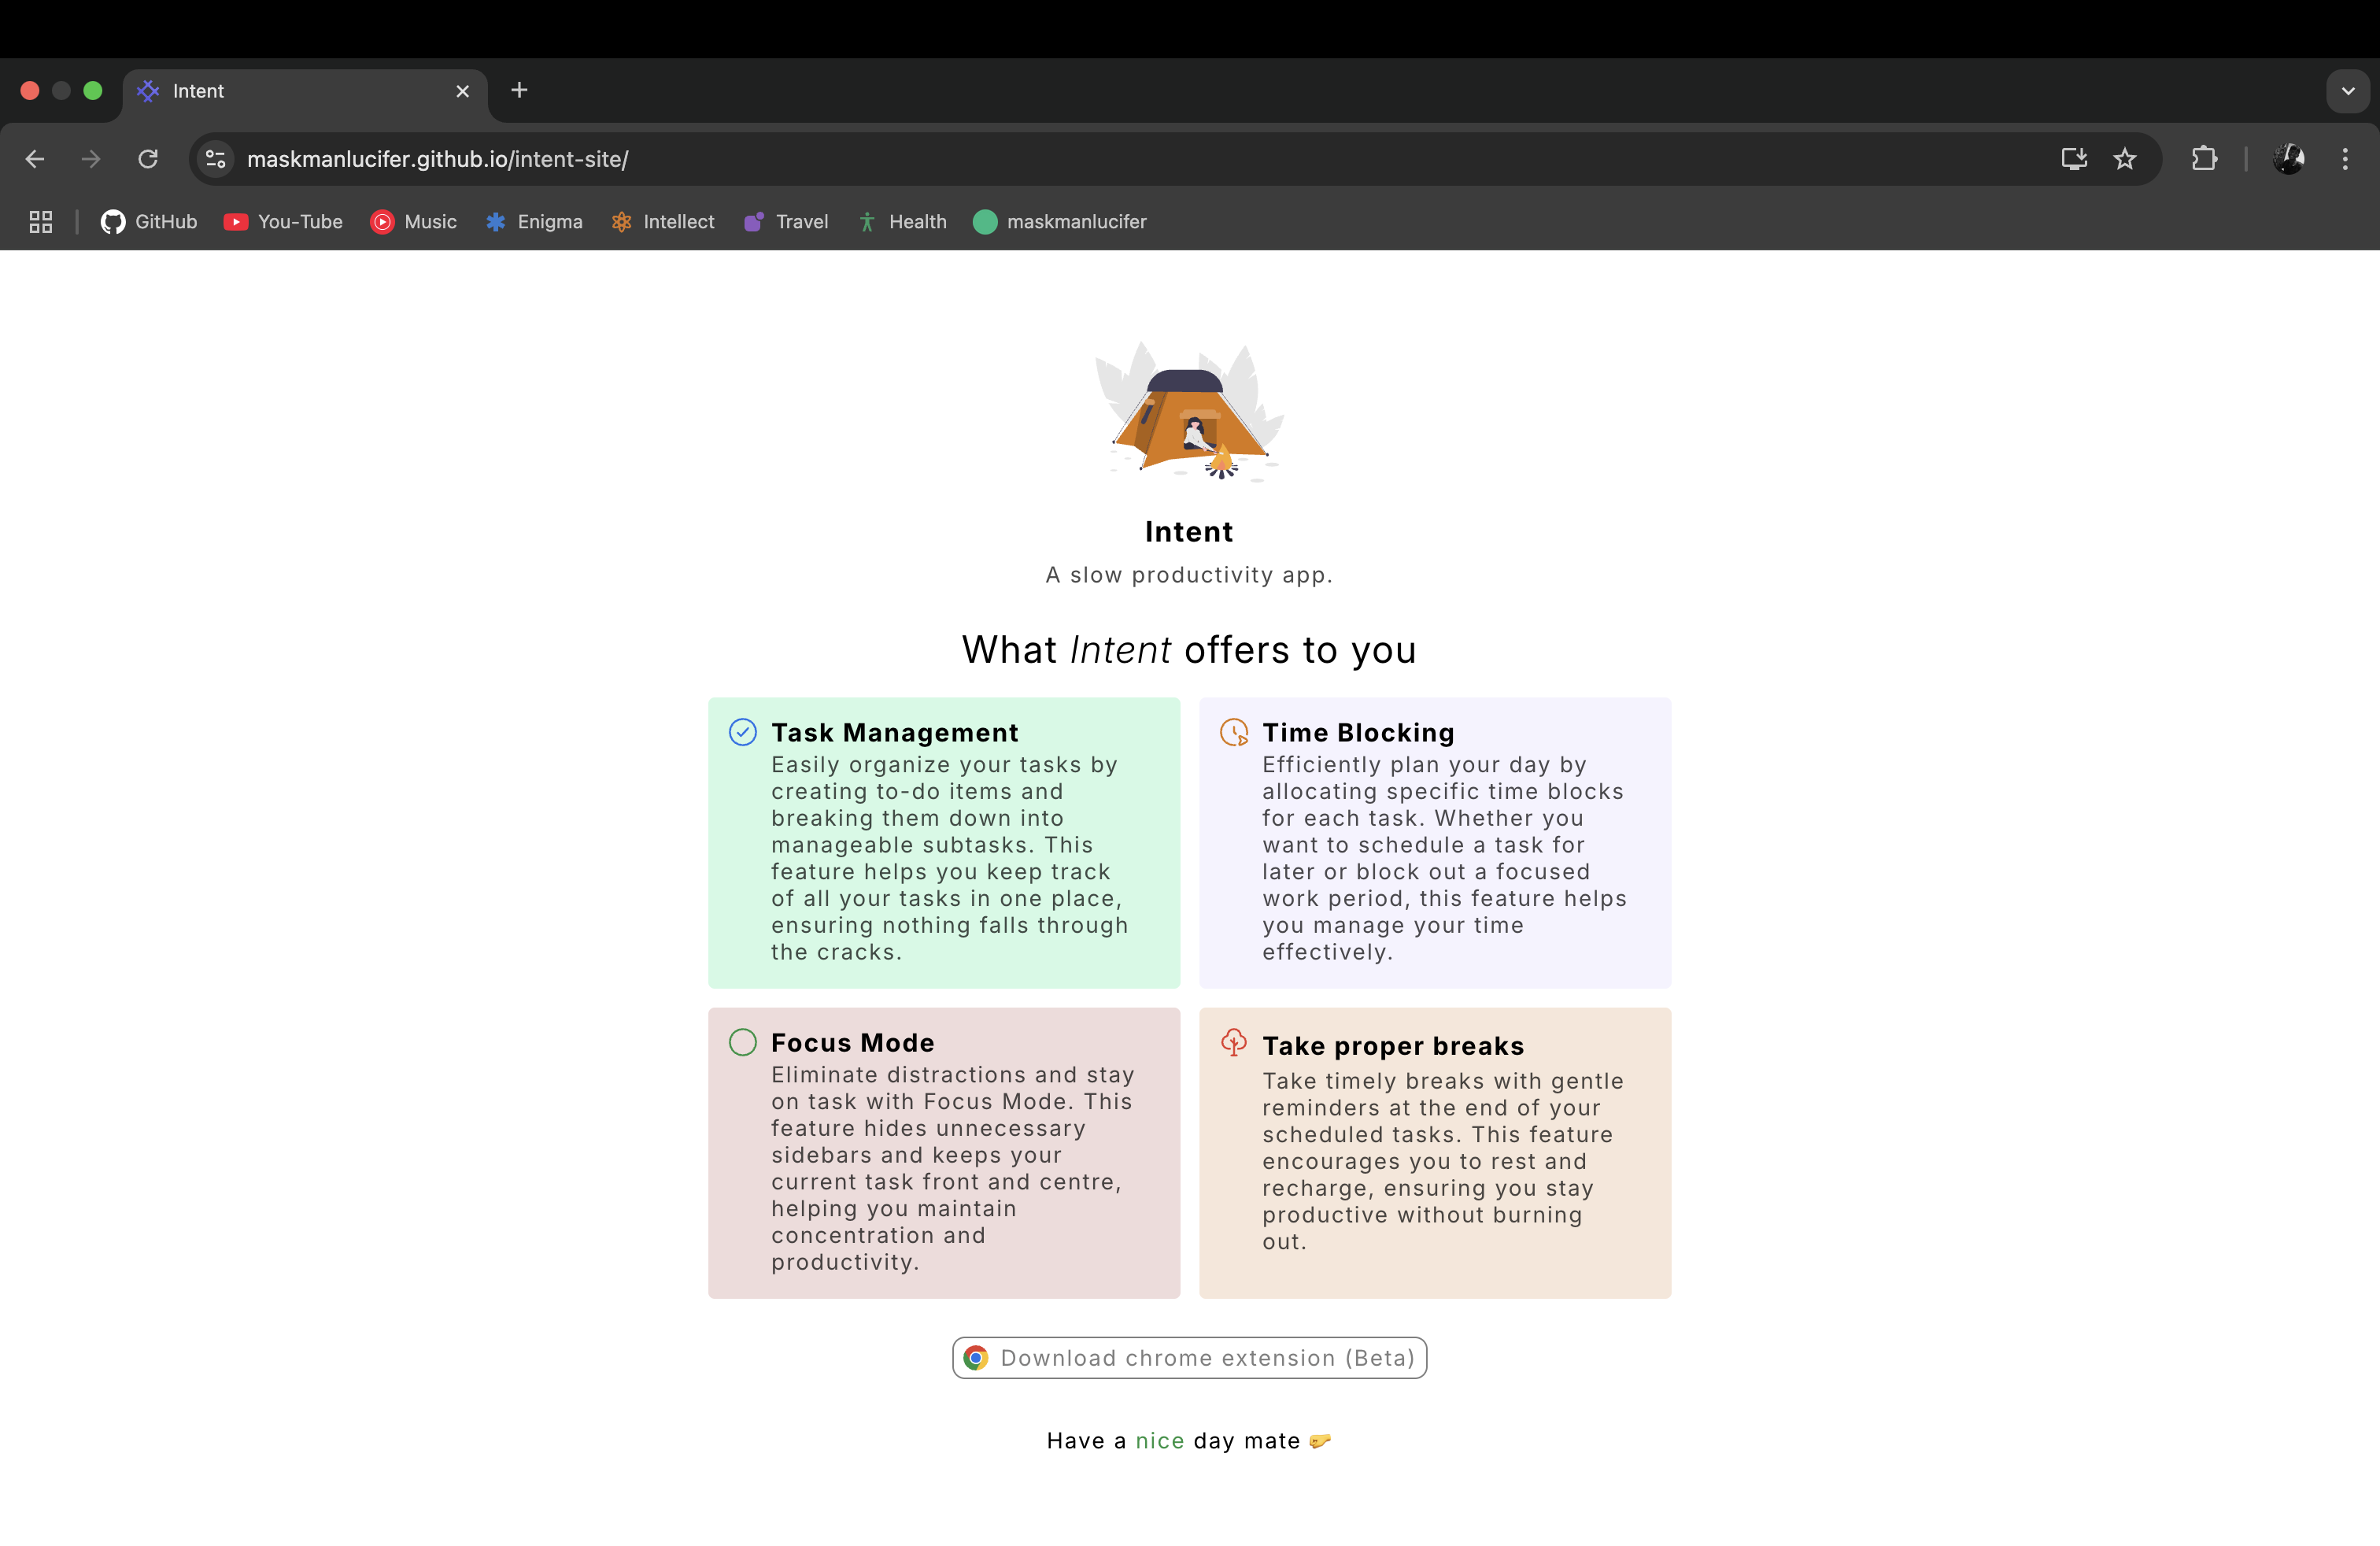 Intent
maskmanlucifer.github.io/intent-site/
GitHub
You-Tube
Music
Enigma
Intellect
Travel
Health
maskmanlucifer
Intent
A slow productivity app.
What Intent offers to you
Task Management
Easily organize your tasks by
creating to-do items and
breaking them down into
manageable subtasks. This
feature helps you keep track
of all your tasks in one place,
ensuring nothing falls through
the cracks.
Time Blocking
Efficiently plan your day by
allocating specific time blocks
for each task. Whether you
want to schedule a task for
later or block out a focused
work period, this feature helps
you manage your time
effectively.
Focus Mode
Eliminate distractions and stay
on task with Focus Mode. This
feature hides unnecessary
sidebars and keeps your
current task front and centre,
helping you maintain
concentration and
productivity.
Take proper breaks
Take timely breaks with gentle
reminders at the end of your
scheduled tasks. This feature
encourages you to rest and
recharge, ensuring you stay
productive without burning
out.
Download chrome extension (Beta)
Have a nice day mate 🤛